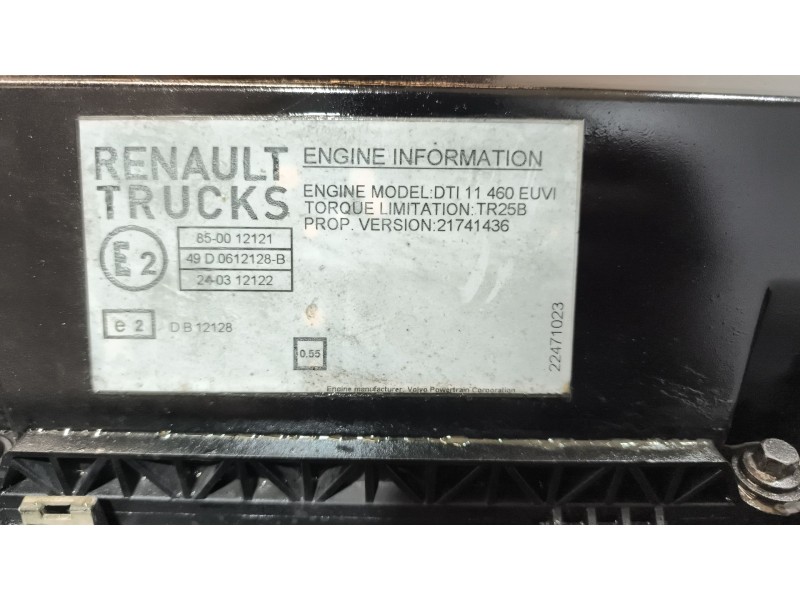 RENAULT
TRUCKS
ENGINE INFORMATION
ENGINE MODEL:DTI 11 460 EUVI
TORQUE LIMITATION:TR25B
PROP. VERSION:21741436
E2
85-00 12121
49 D 0612128-B
24-03 12122
e 2
D B 12128
0.55
22471023
Engine manufacturer, Volvo Powertrain Corporation